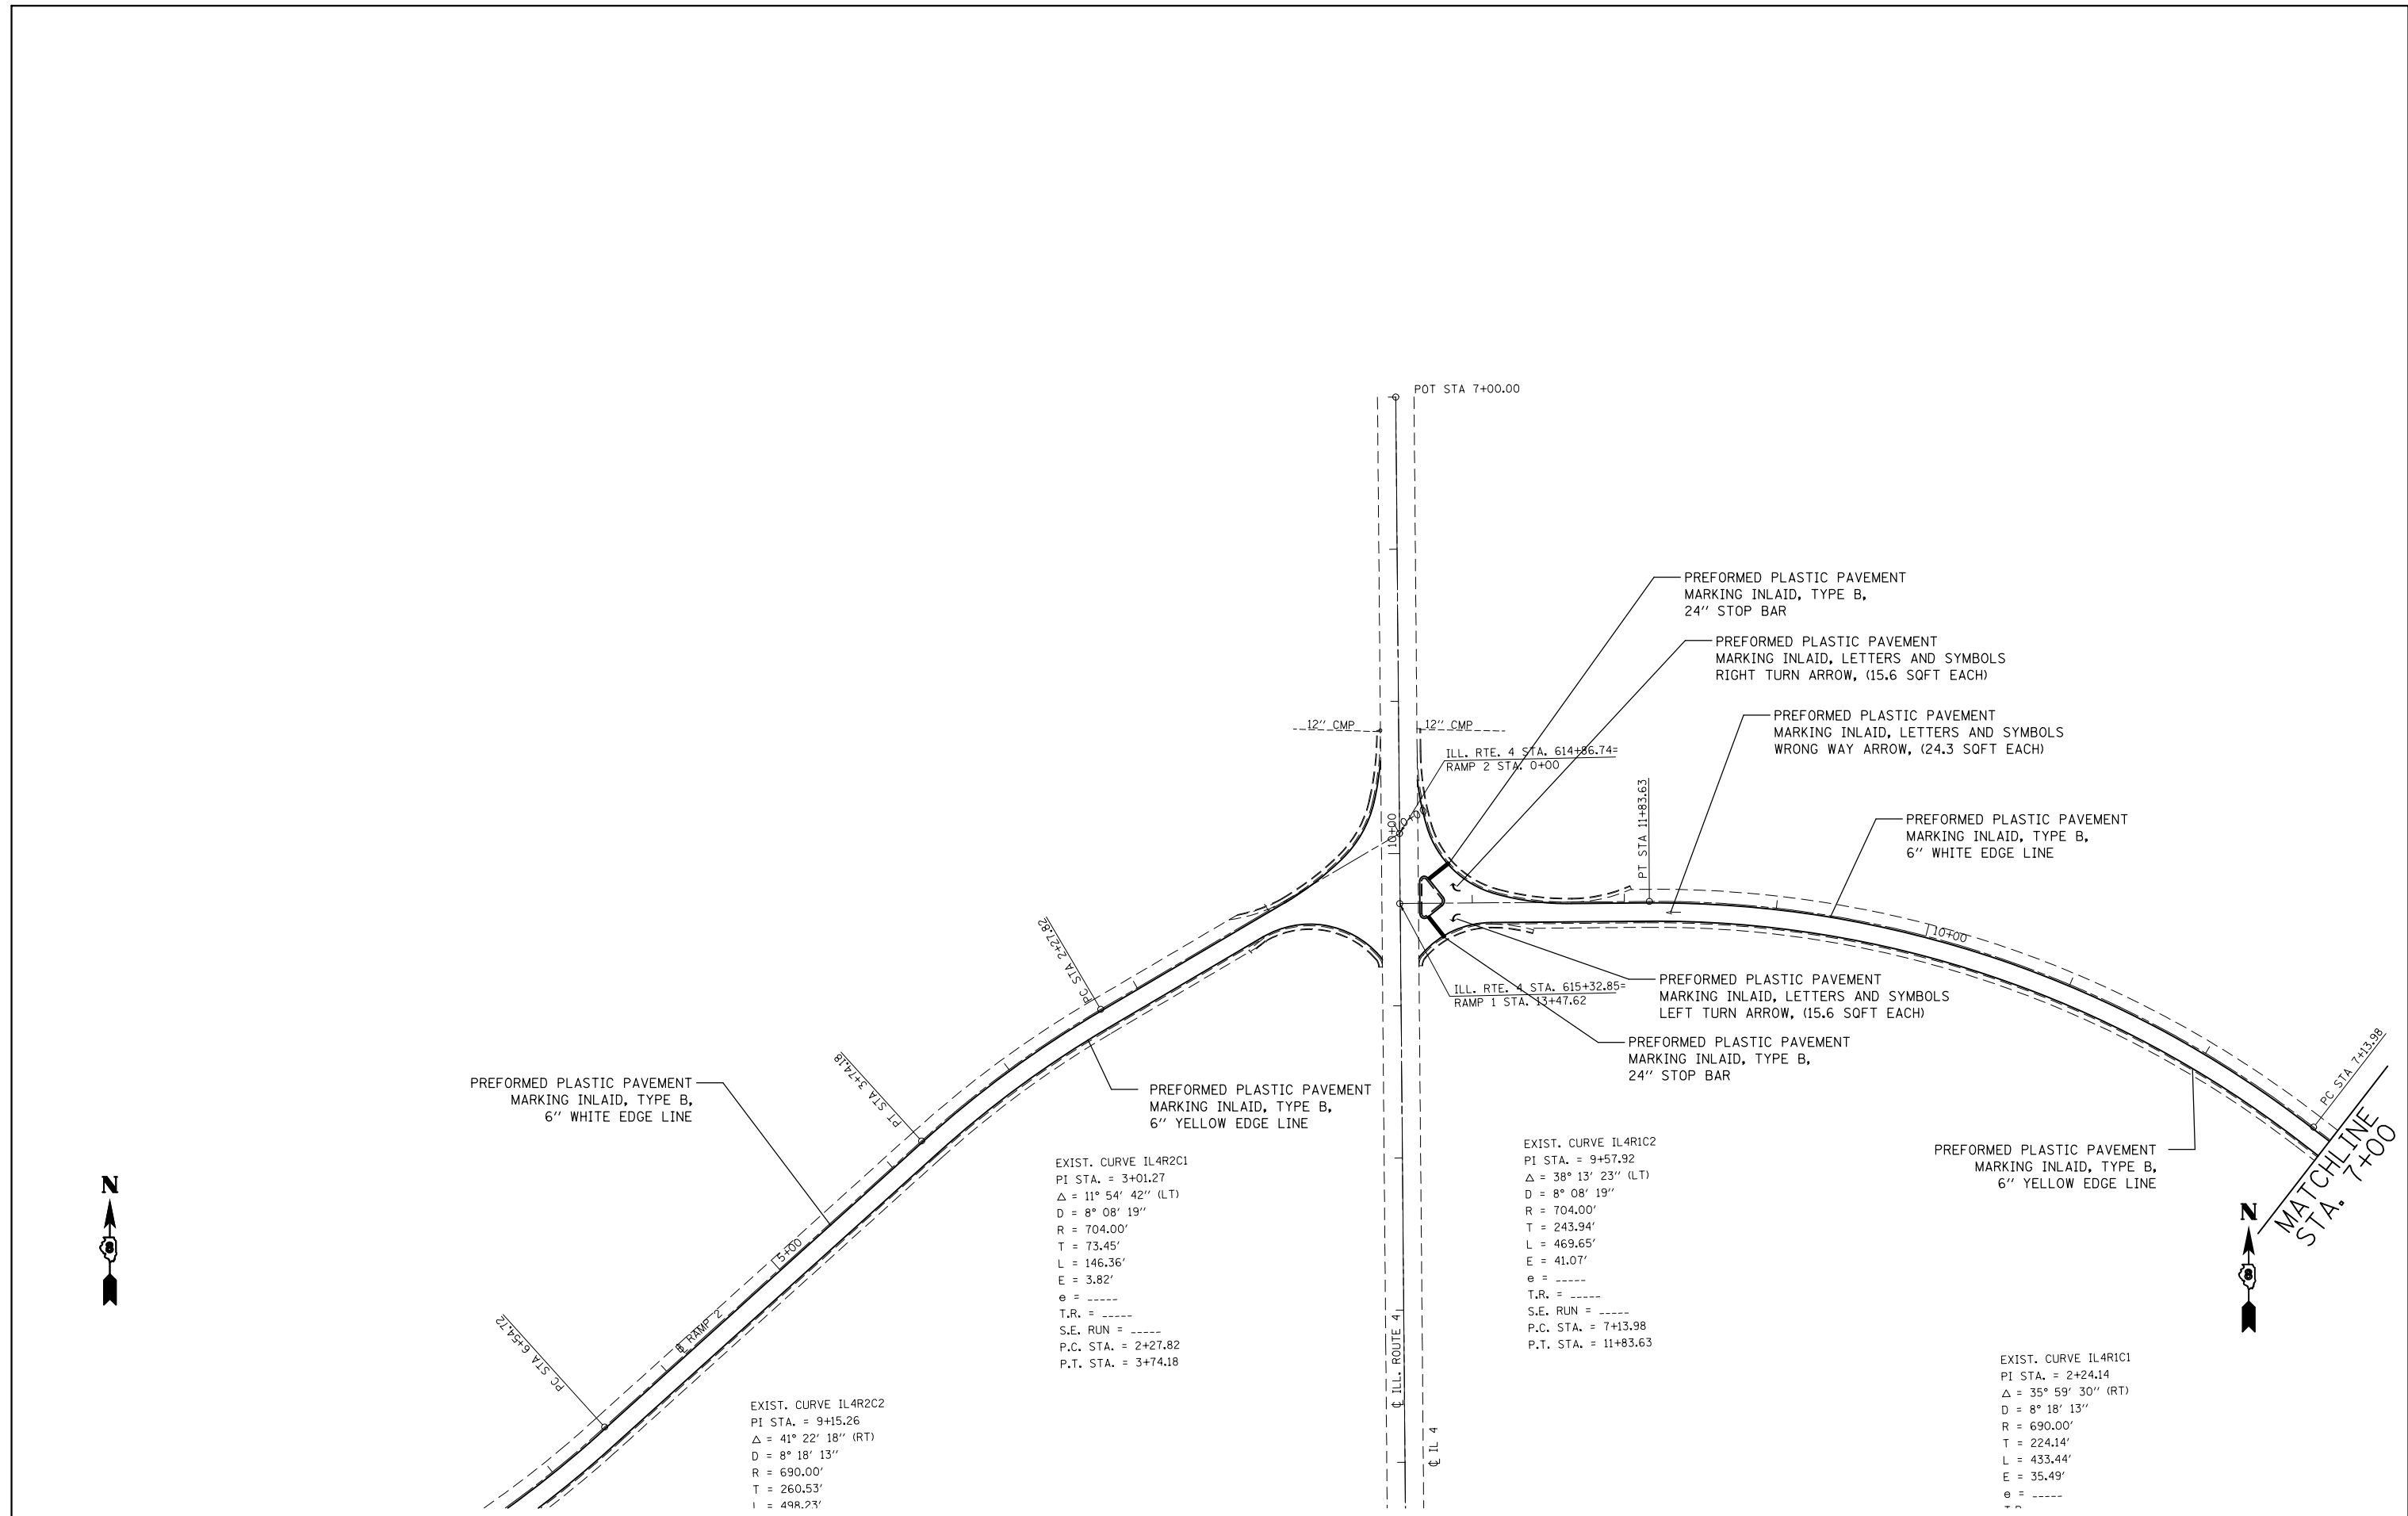 POT STA 7+00.00
PREFORMED PLASTIC PAVEMENT
MARKING INLAID, TYPE B,
24'' STOP BAR
PREFORMED PLASTIC PAVEMENT
MARKING INLAID, LETTERS AND SYMBOLS
RIGHT TURN ARROW, (15.6 SQFT EACH)
PREFORMED PLASTIC PAVEMENT
MARKING INLAID, LETTERS AND SYMBOLS
WRONG WAY ARROW, (24.3 SQFT EACH)
12'' CMP
12'' CMP
ILL. RTE. 4 STA. 614+86.74=
RAMP 2 STA. 0+00
0+00
10+00
PT STA 11+83.63
PREFORMED PLASTIC PAVEMENT
MARKING INLAID, TYPE B,
6'' WHITE EDGE LINE
10+00
PC STA 2+27.82
ILL. RTE. 4 STA. 615+32.85=
RAMP 1 STA. 13+47.62
PREFORMED PLASTIC PAVEMENT
MARKING INLAID, LETTERS AND SYMBOLS
LEFT TURN ARROW, (15.6 SQFT EACH)
PREFORMED PLASTIC PAVEMENT
MARKING INLAID, TYPE B,
24'' STOP BAR
PT STA 3+74.18
PREFORMED PLASTIC PAVEMENT
MARKING INLAID, TYPE B,
6'' WHITE EDGE LINE
PREFORMED PLASTIC PAVEMENT
MARKING INLAID, TYPE B,
6'' YELLOW EDGE LINE
PC STA 7+13.98
MATCHLINE
STA. 7+00
PREFORMED PLASTIC PAVEMENT
MARKING INLAID, TYPE B,
6'' YELLOW EDGE LINE
N
8
N
8
5+00
℄ RAMP 2
PC STA 6+54.72
EXIST. CURVE IL4R2C1
PI STA. = 3+01.27
△ = 11° 54' 42'' (LT)
D = 8° 08' 19''
R = 704.00'
T = 73.45'
L = 146.36'
E = 3.82'
e = -----
T.R. = -----
S.E. RUN = -----
P.C. STA. = 2+27.82
P.T. STA. = 3+74.18
EXIST. CURVE IL4R1C2
PI STA. = 9+57.92
△ = 38° 13' 23'' (LT)
D = 8° 08' 19''
R = 704.00'
T = 243.94'
L = 469.65'
E = 41.07'
e = -----
T.R. = -----
S.E. RUN = -----
P.C. STA. = 7+13.98
P.T. STA. = 11+83.63
℄ ILL. ROUTE 4
℄ IL 4
EXIST. CURVE IL4R2C2
PI STA. = 9+15.26
△ = 41° 22' 18'' (RT)
D = 8° 18' 13''
R = 690.00'
T = 260.53'
L = 498.23'
EXIST. CURVE IL4R1C1
PI STA. = 2+24.14
△ = 35° 59' 30'' (RT)
D = 8° 18' 13''
R = 690.00'
T = 224.14'
L = 433.44'
E = 35.49'
e = -----